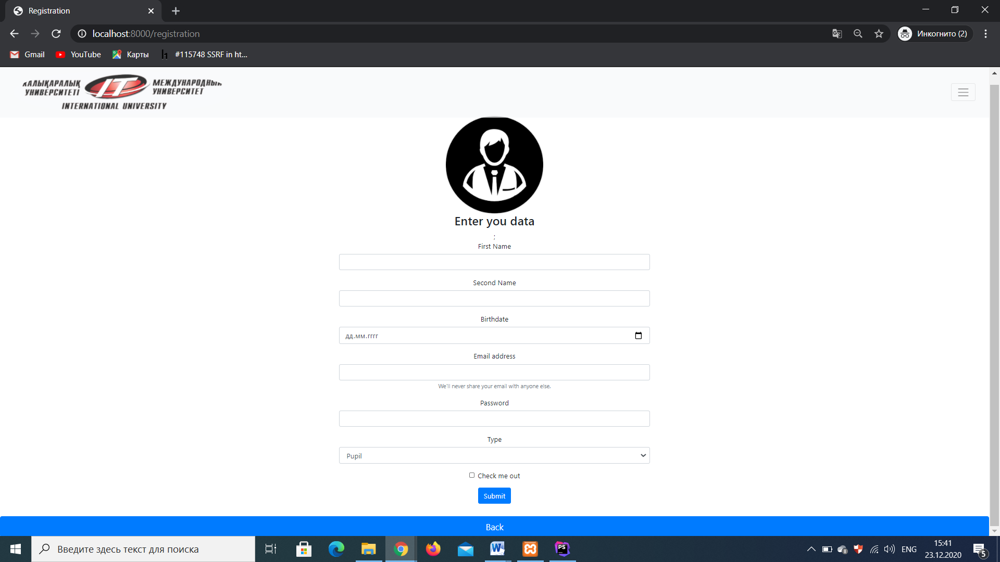 Registration
localhost:8000/registration
Инкогнито (2)
Gmail YouTube Карты #115748 SSRF in ht...
ХАЛЫҚАРАЛЫҚ IT МЕЖДУНАРОДНЫЙ
УНИВЕРСИТЕТІ УНИВЕРСИТЕТ
INTERNATIONAL UNIVERSITY
Enter you data
;
First Name
Second Name
Birthdate
дд.мм.гггг
Email address
We'll never share your email with anyone else.
Password
Type
Pupil
Check me out
Submit
Back
Введите здесь текст для поиска
PS
ENG
15:41
23.12.2020
5